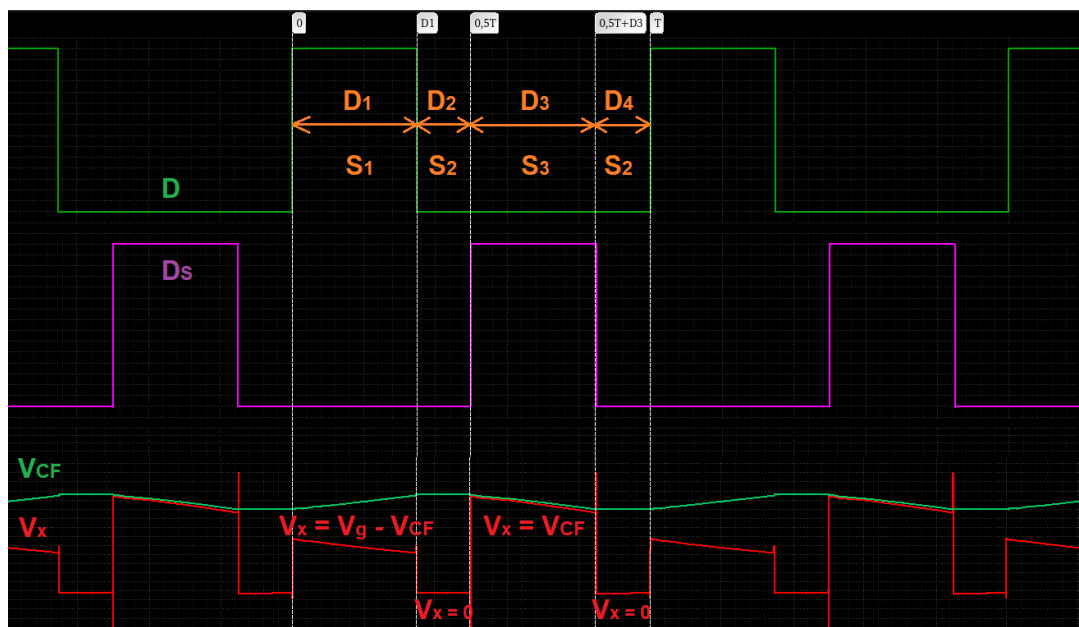 0 D1 0,5T 0,5T+D3 T
D1 D2 D3 D4
S1 S2 S3 S2
D
Ds
VCF
Vx Vx = Vg - VCF Vx = VCF
Vx = 0 Vx = 0